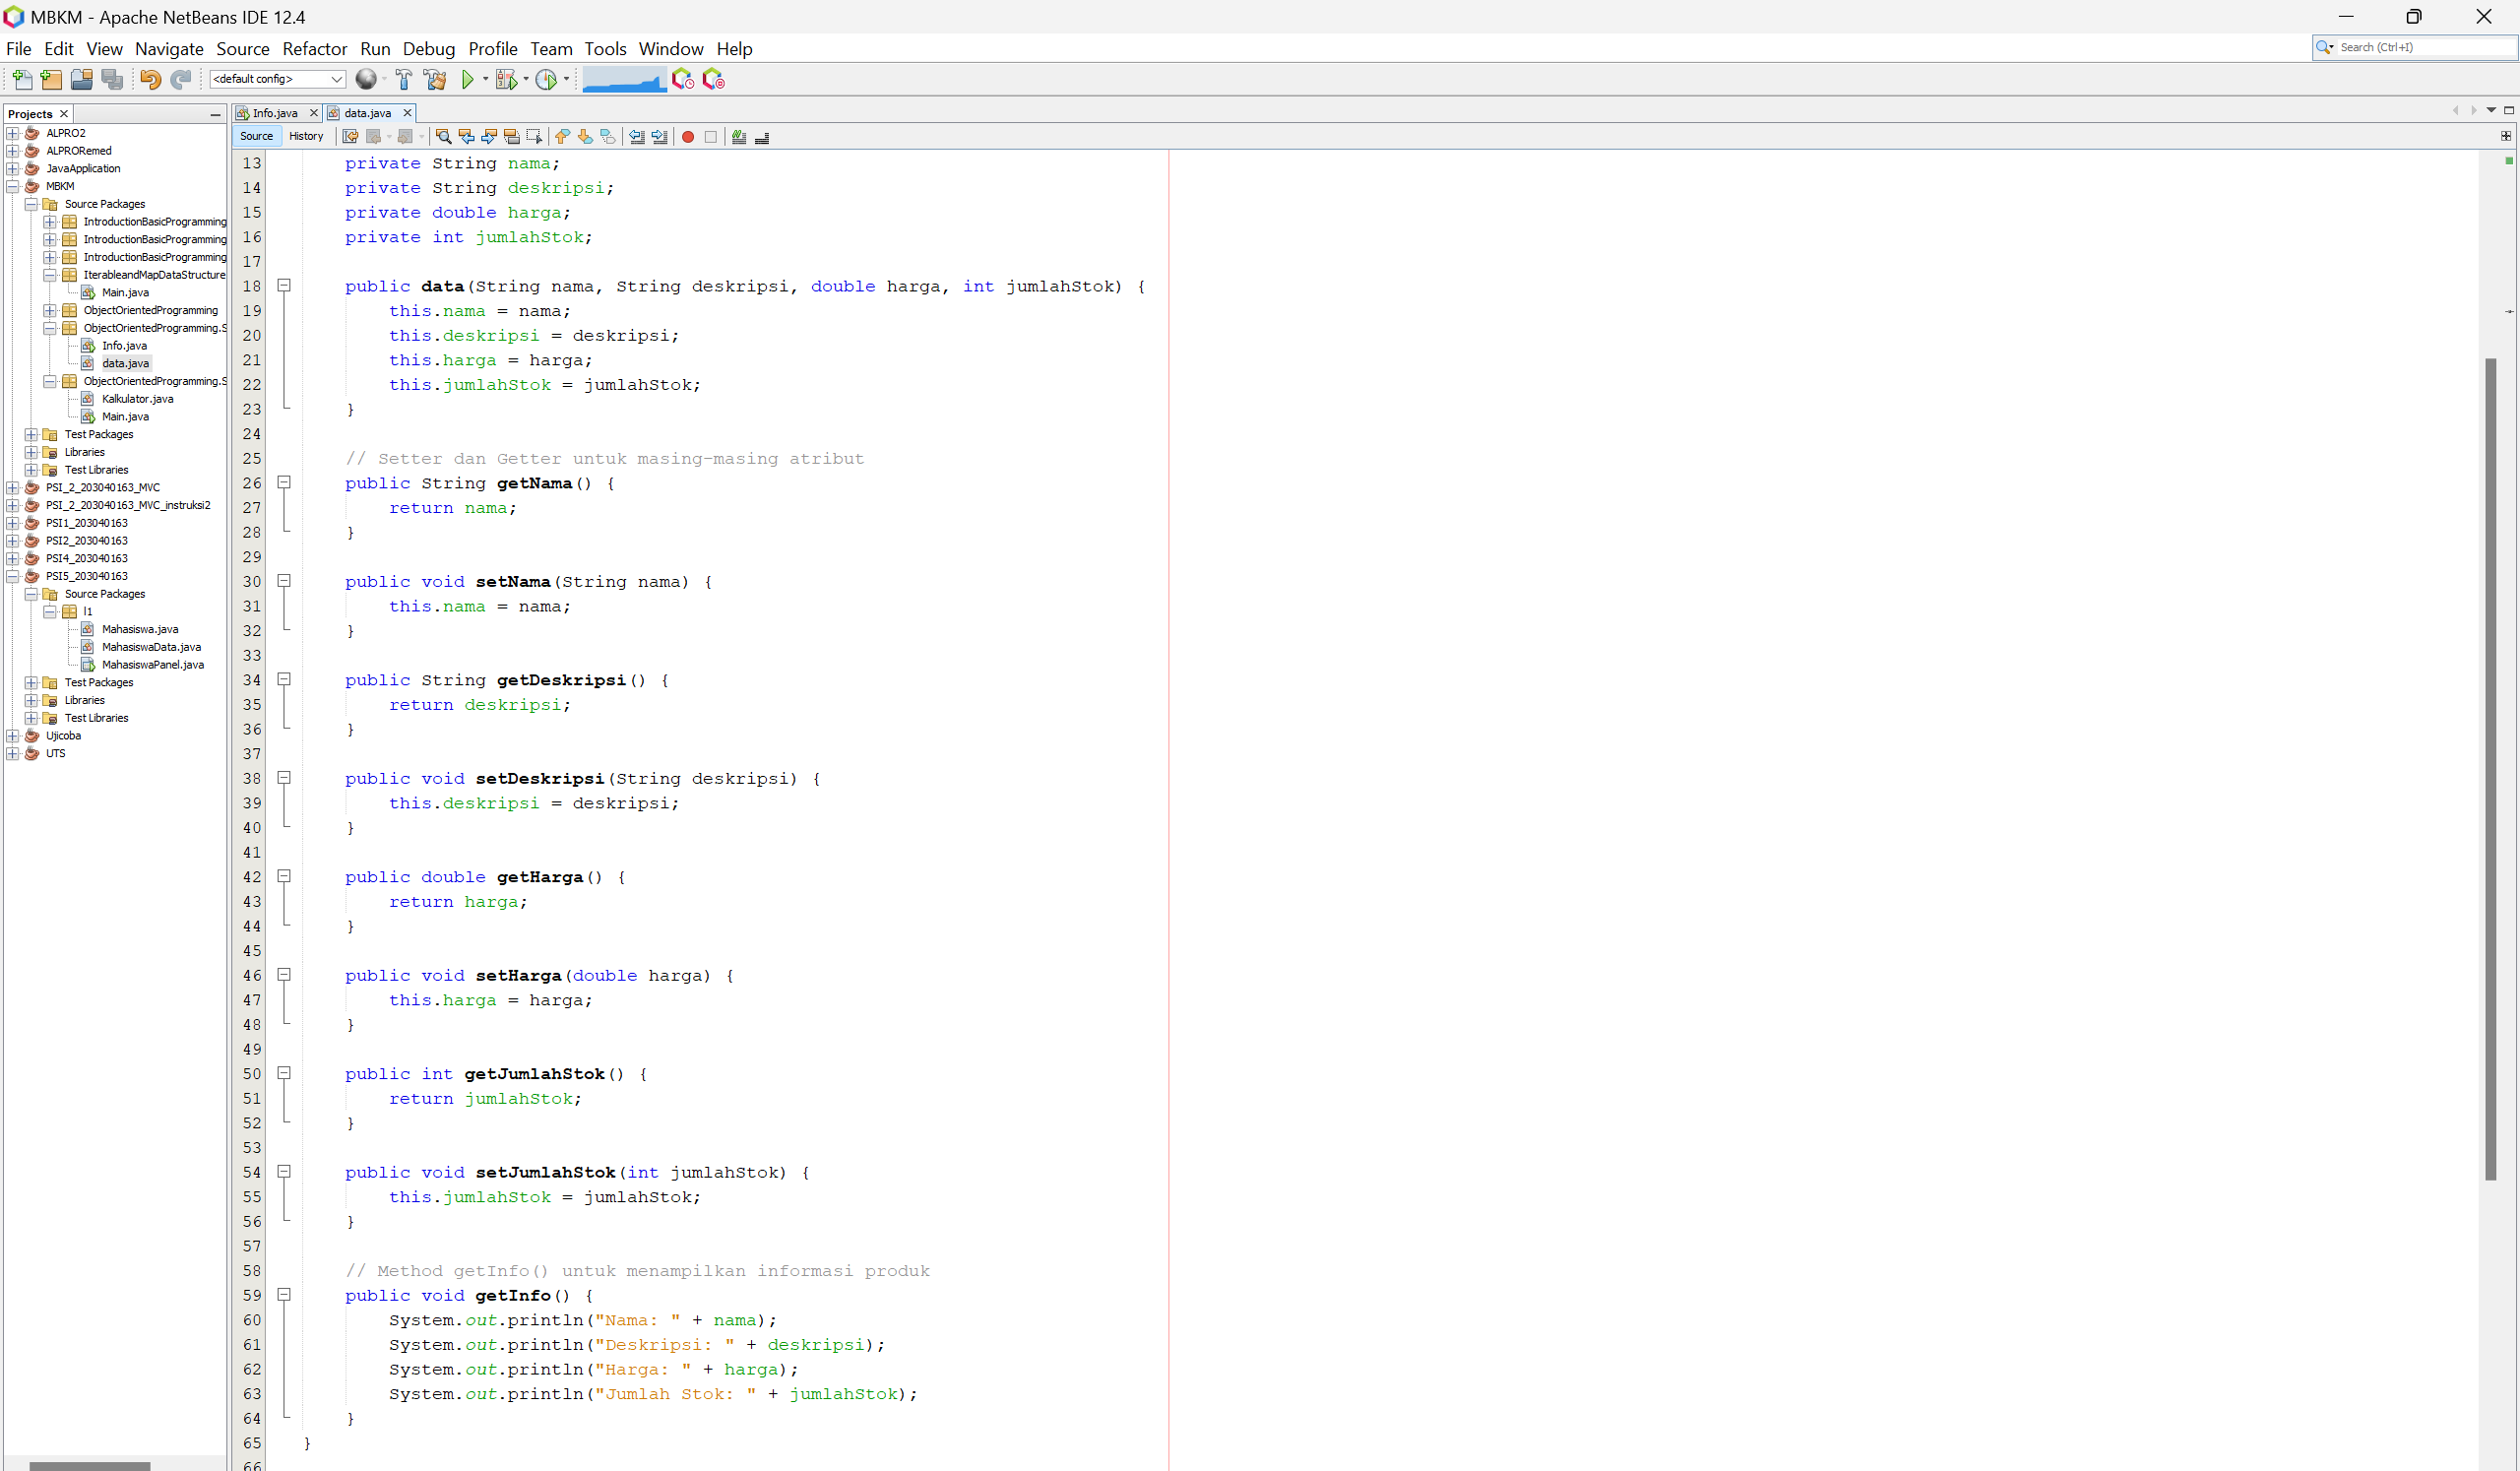 MBKM - Apache NetBeans IDE 12.4
File Edit View Navigate Source Refactor Run Debug Profile Team Tools Window Help
Search (Ctrl+I)
<default config>
Projects
Info.java
data.java
Source
History
ALPRO2
ALPRORemed
JavaApplication
MBKM
Source Packages
IntroductionBasicProgramming
IntroductionBasicProgramming
IntroductionBasicProgramming
IterableandMapDataStructure
Main.java
ObjectOrientedProgramming
ObjectOrientedProgramming.S
Info.java
data.java
ObjectOrientedProgramming.S
Kalkulator.java
Main.java
Test Packages
Libraries
Test Libraries
PSI_2_203040163_MVC
PSI_2_203040163_MVC_instruksi2
PSI1_203040163
PSI2_203040163
PSI4_203040163
PSI5_203040163
Source Packages
l1
Mahasiswa.java
MahasiswaData.java
MahasiswaPanel.java
Test Packages
Libraries
Test Libraries
Ujicoba
UTS
13 private String nama;
14 private String deskripsi;
15 private double harga;
16 private int jumlahStok;
17
18 public data(String nama, String deskripsi, double harga, int jumlahStok) {
19 this.nama = nama;
20 this.deskripsi = deskripsi;
21 this.harga = harga;
22 this.jumlahStok = jumlahStok;
23 }
24
25 // Setter dan Getter untuk masing-masing atribut
26 public String getNama() {
27 return nama;
28 }
29
30 public void setNama(String nama) {
31 this.nama = nama;
32 }
33
34 public String getDeskripsi() {
35 return deskripsi;
36 }
37
38 public void setDeskripsi(String deskripsi) {
39 this.deskripsi = deskripsi;
40 }
41
42 public double getHarga() {
43 return harga;
44 }
45
46 public void setHarga(double harga) {
47 this.harga = harga;
48 }
49
50 public int getJumlahStok() {
51 return jumlahStok;
52 }
53
54 public void setJumlahStok(int jumlahStok) {
55 this.jumlahStok = jumlahStok;
56 }
57
58 // Method getInfo() untuk menampilkan informasi produk
59 public void getInfo() {
60 System.out.println("Nama: " + nama);
61 System.out.println("Deskripsi: " + deskripsi);
62 System.out.println("Harga: " + harga);
63 System.out.println("Jumlah Stok: " + jumlahStok);
64 }
65 }
66